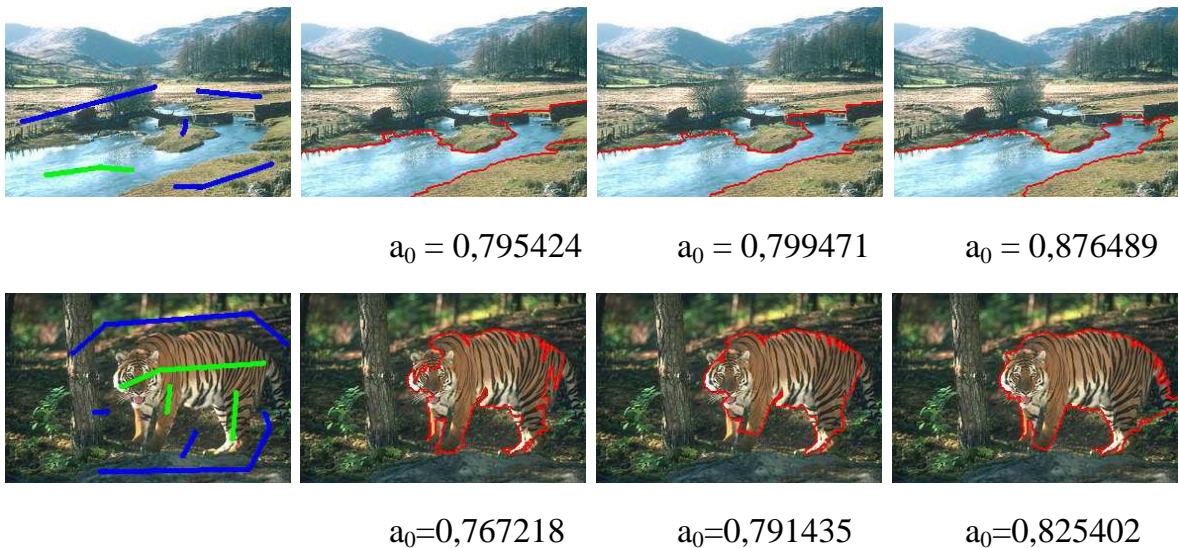 a₀ = 0,795424 a₀ = 0,799471 a₀ = 0,876489
a₀=0,767218 a₀=0,791435 a₀=0,825402